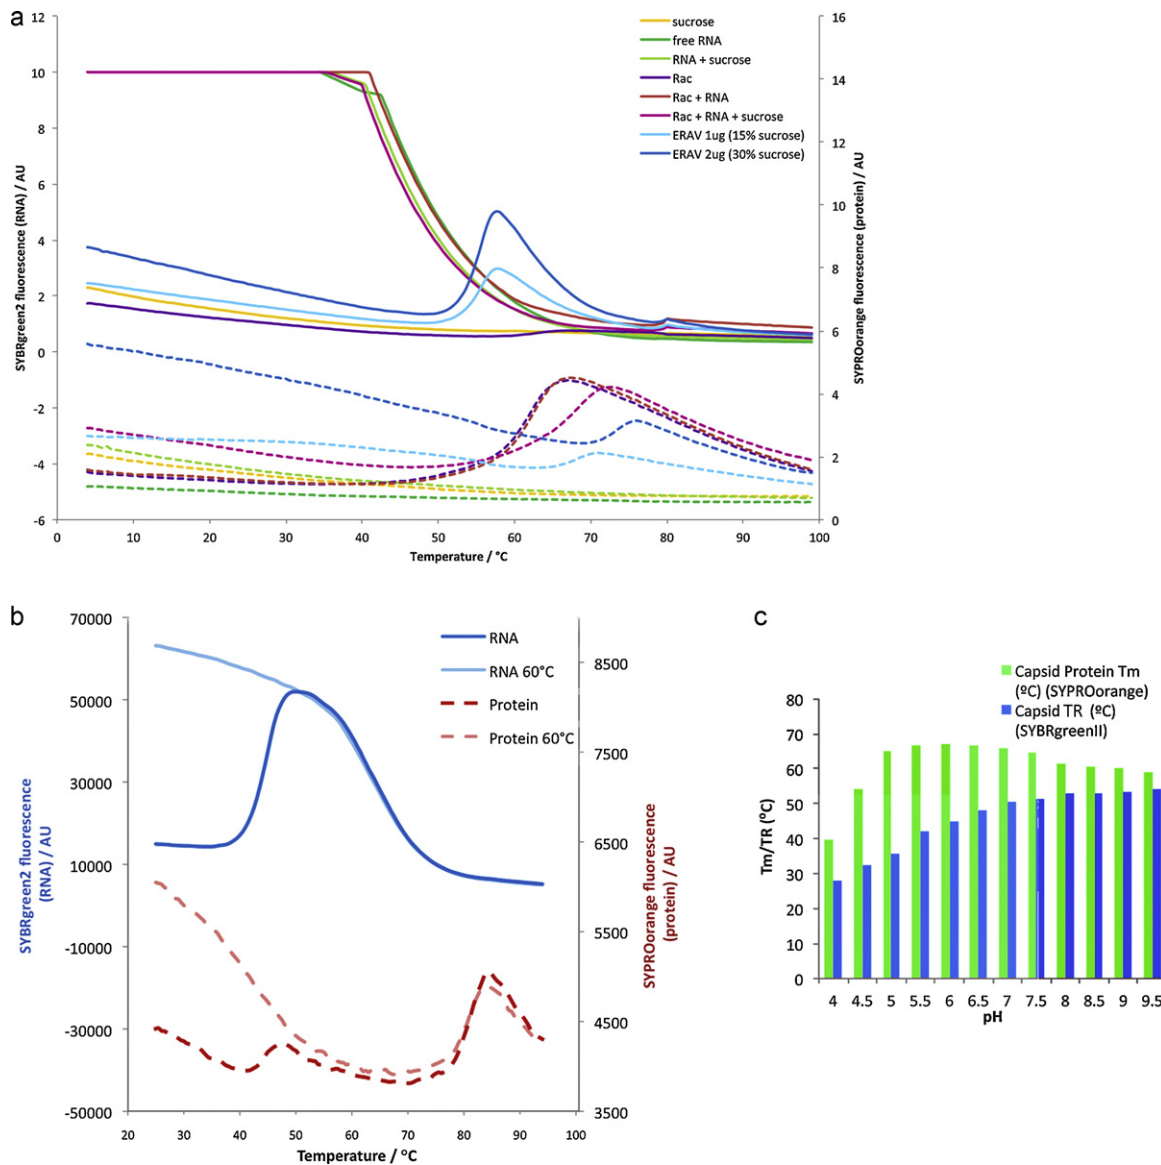 a
12
10
8
6
4
2
0
-2
-4
-6
SYBRgreen2 fluorescence (RNA) / AU
0 10 20 30 40 50 60 70 80 90 100
Temperature / °C
16
14
12
10
8
6
4
2
0
SYPROorange fluorescence (protein) / AU
sucrose
free RNA
RNA + sucrose
Rac
Rac + RNA
Rac + RNA + sucrose
ERAV 1ug (15% sucrose)
ERAV 2ug (30% sucrose)
b
70000
50000
30000
10000
-10000
-30000
-50000
SYBRgreen2 fluorescence
(RNA) / AU
20 30 40 50 60 70 80 90 100
Temperature / °C
8500
7500
6500
5500
4500
3500
SYPROorange fluorescence
(protein) / AU
RNA
RNA 60°C
Protein
Protein 60°C
c
Capsid Protein Tm
(ºC) (SYPROorange)
Capsid TR (ºC)
(SYBRgreenII)
80
70
60
50
40
30
20
10
0
Tm/TR (°C)
4 4.5 5 5.5 6 6.5 7 7.5 8 8.5 9 9.5
pH